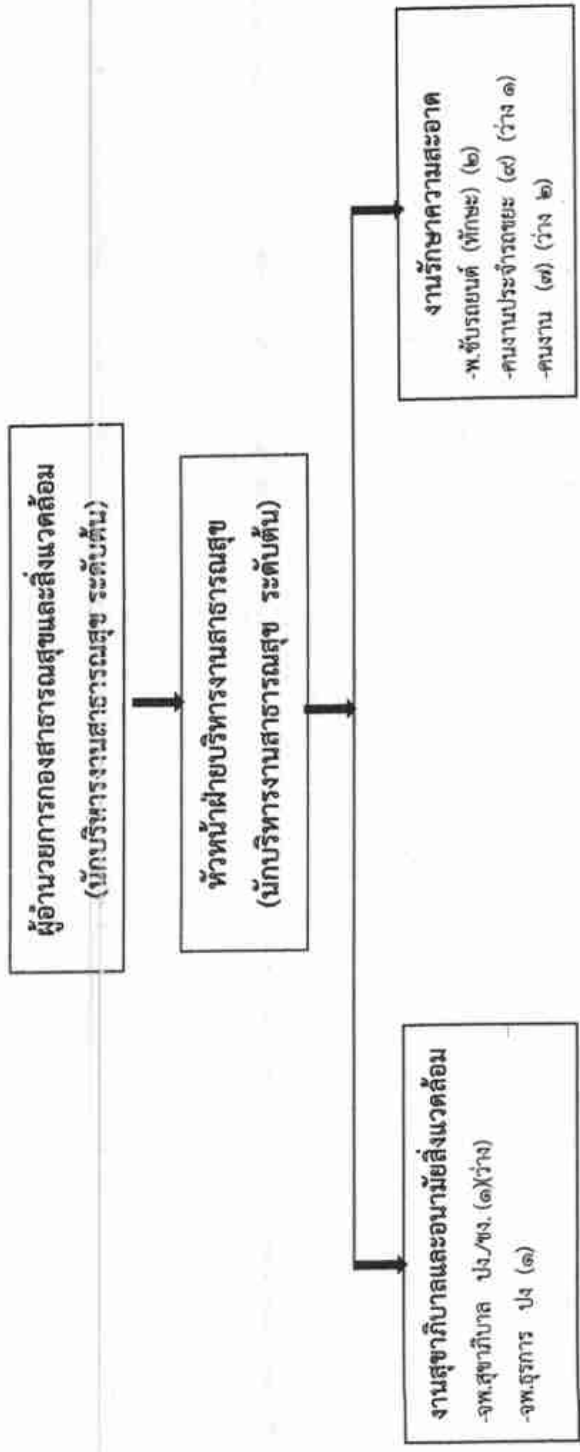 ผู้อำนวยการกองสาธารณสุขและสิ่งแวดล้อม
(นักบริหารงานสาธารณสุข ระดับต้น)
หัวหน้าฝ่ายบริหารงานสาธารณสุข
(นักบริหารงานสาธารณสุข ระดับต้น)
งานสุขาภิบาลและอนามัยสิ่งแวดล้อม
-จพ.สุขาภิบาล ปง./ชง. (๑)(ว่าง)
-จพ.ธุรการ ปง (๑)
งานรักษาความสะอาด
-พ.ขับรถยนต์ (ทักษะ) (๒)
-คนงานประจำรถขยะ (๙) (ว่าง ๑)
-คนงาน (๗) (ว่าง ๒)